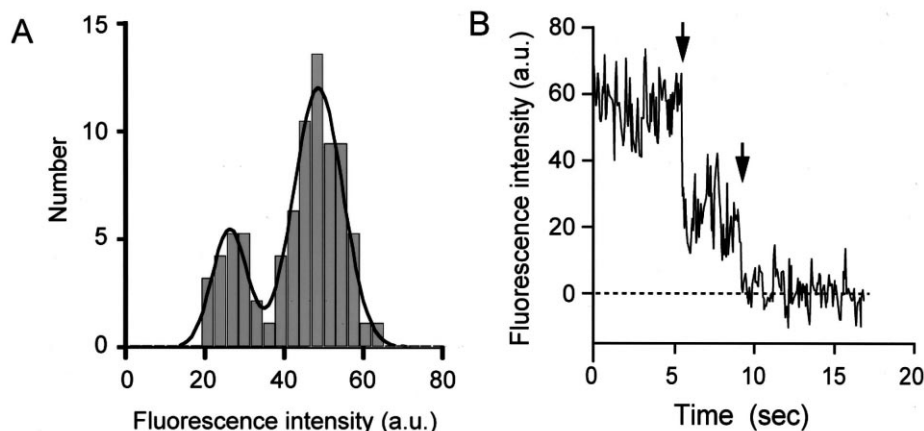 A
15
10
5
0
Number
0 20 40 60 80
Fluorescence intensity (a.u.)
B
80
60
40
20
0
Fluorescence intensity (a.u.)
0 5 10 15 20
Time (sec)